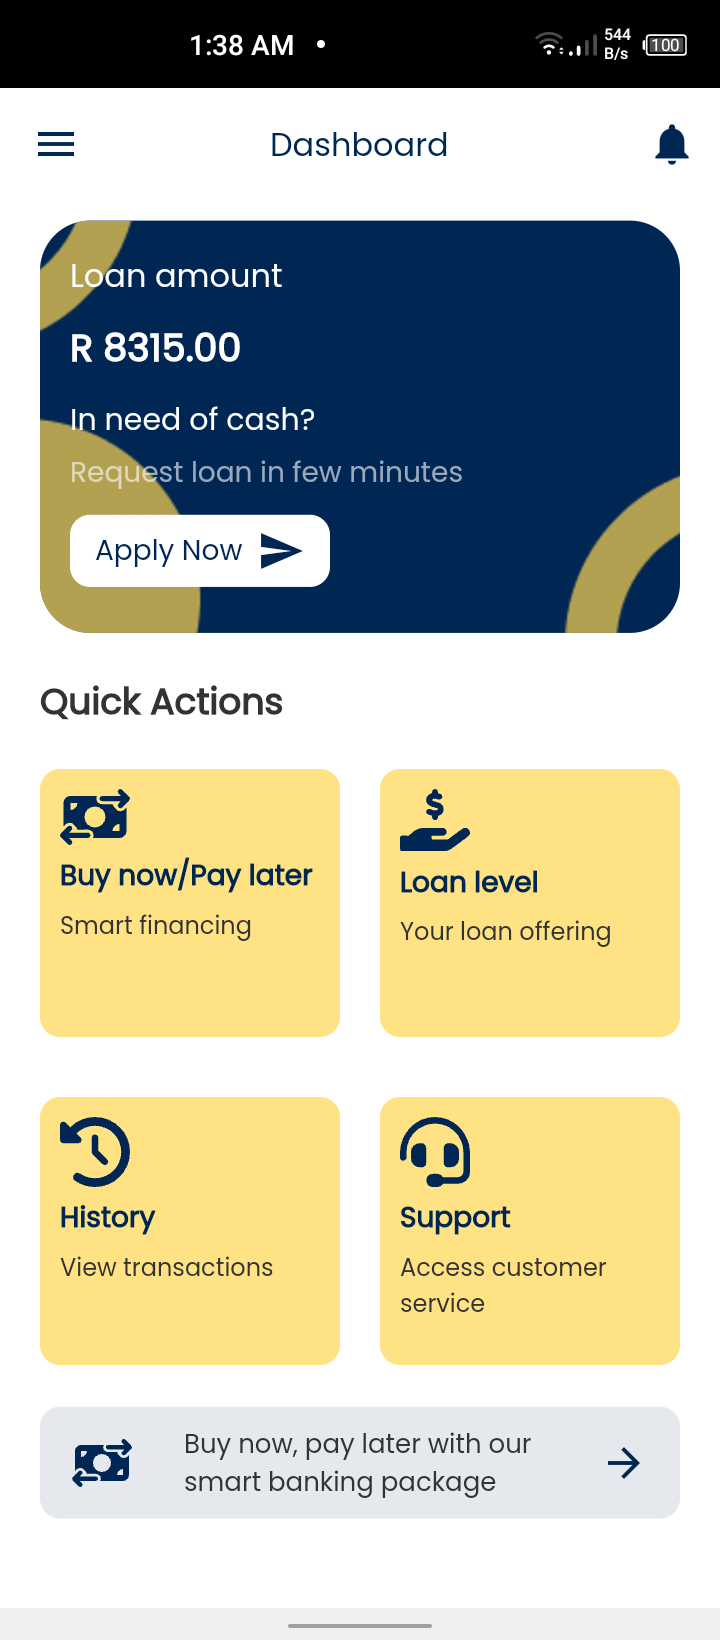 1:38 AM
544
B/s
100
Dashboard
Loan amount
R 8315.00
In need of cash?
Request loan in few minutes
Apply Now
Quick Actions
Buy now/Pay later
Smart financing
Loan level
Your loan offering
History
View transactions
Support
Access customer
service
Buy now, pay later with our
smart banking package